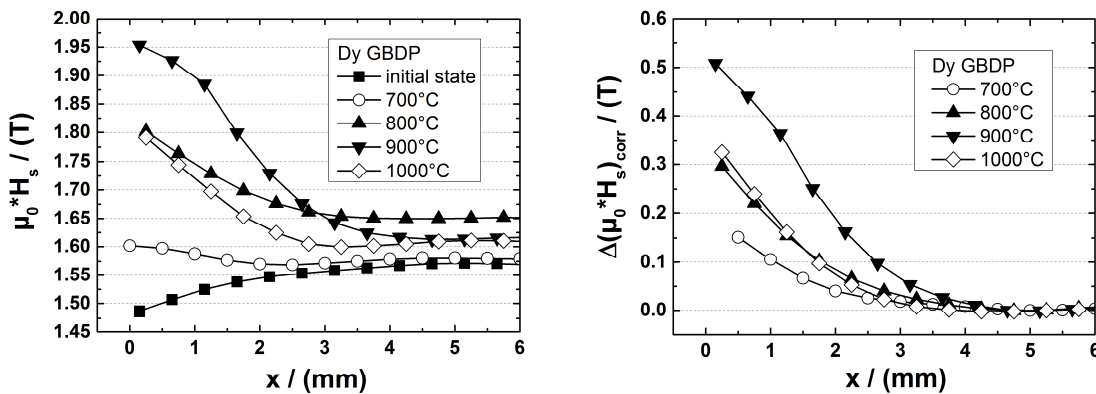 2.00
1.95
1.90
1.85
1.80
1.75
1.70
1.65
1.60
1.55
1.50
1.45
μ₀*Hₛ / (T)
0 1 2 3 4 5 6
x / (mm)
Dy GBDP
initial state
700°C
800°C
900°C
1000°C
0.6
0.5
0.4
0.3
0.2
0.1
0.0
Δ(μ₀*Hₛ)corr / (T)
0 1 2 3 4 5 6
x / (mm)
Dy GBDP
700°C
800°C
900°C
1000°C